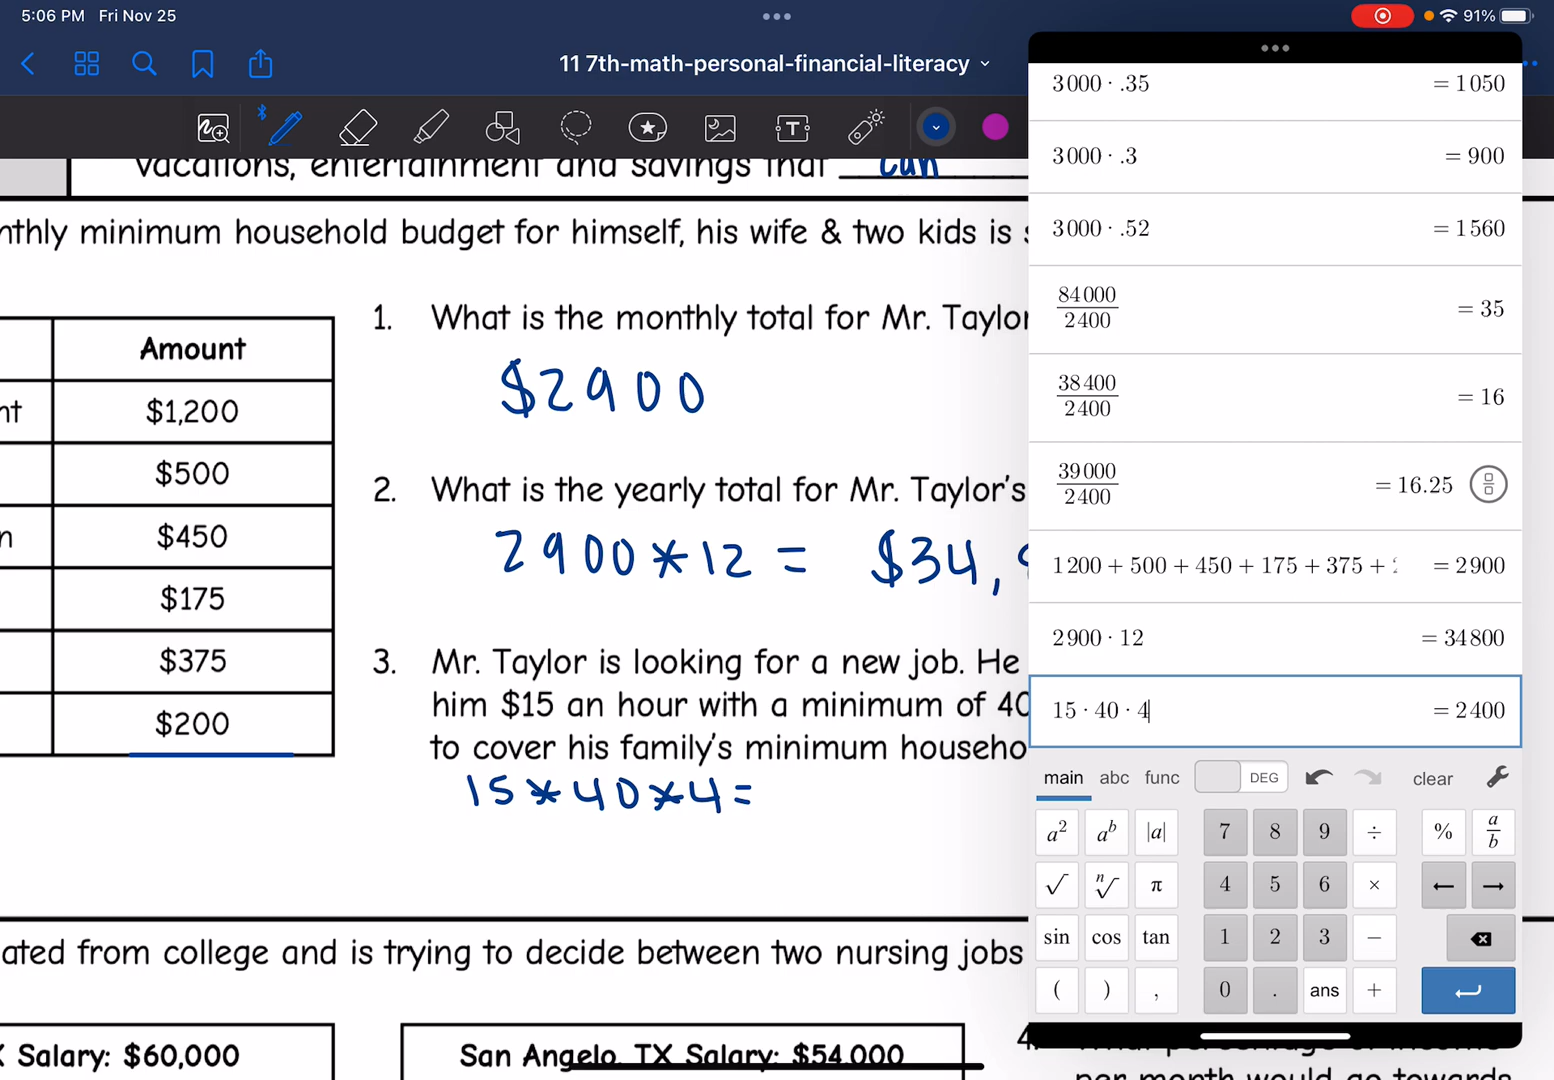 5:06 PM Fri Nov 25
91%
11 7th-math-personal-financial-literacy
vacations, entertainment and savings that can
nthly minimum household budget for himself, his wife & two kids is
Amount
nt $1,200
$500
n $450
$175
$375
$200
1. What is the monthly total for Mr. Taylor
$2900
2. What is the yearly total for Mr. Taylor's
2900*12 = $34,
3. Mr. Taylor is looking for a new job. He
him $15 an hour with a minimum of 40
to cover his family's minimum househo
15*40*4=
ated from college and is trying to decide between two nursing jobs
X Salary: $60,000
San Angelo, TX Salary: $54,000
4.
per month would go towards
3000 · .35 = 1050
3000 · .3 = 900
3000 · .52 = 1560
84000/2400 = 35
38400/2400 = 16
39000/2400 = 16.25
1200 + 500 + 450 + 175 + 375 + = 2900
2900 · 12 = 34800
15 · 40 · 4 = 2400
main abc func DEG clear
a² aᵇ |a| 7 8 9 ÷ % a/b
√ ⁿ√ π 4 5 6 × ← →
sin cos tan 1 2 3 −
( ) , 0 . ans +